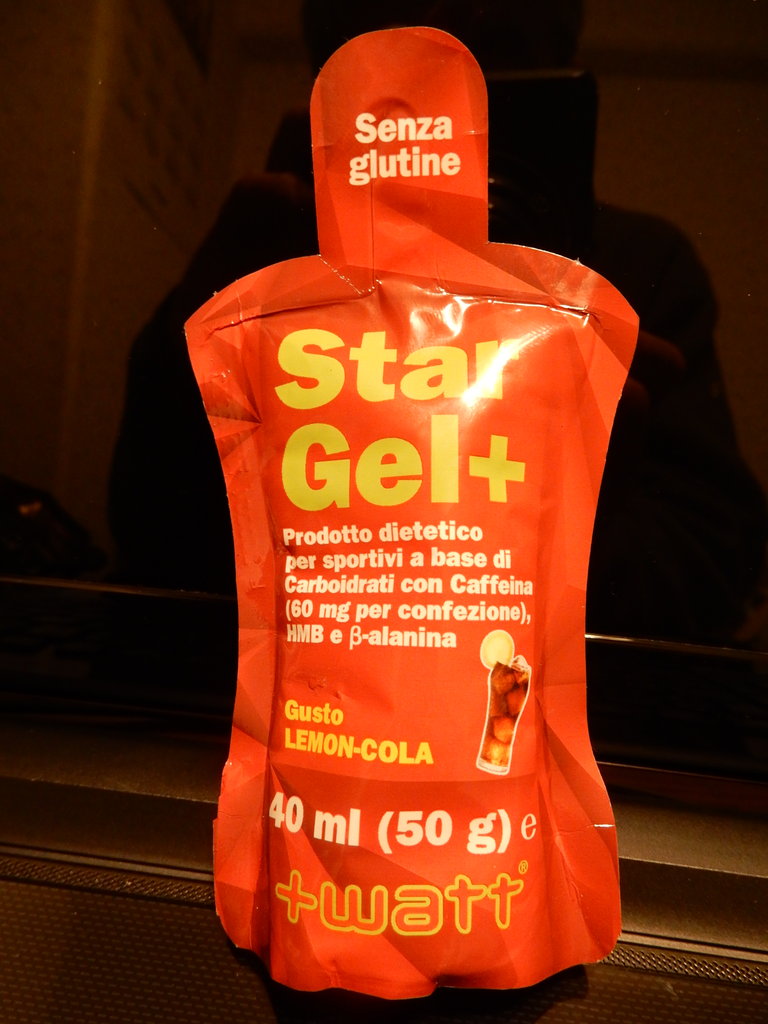 Senza
glutine
Star
Gel+
Prodotto dietetico
per sportivi a base di
Carboidrati con Caffeina
(60 mg per confezione),
HMB e β-alanina
Gusto
LEMON-COLA
40 ml (50 g) ℮
+watt®